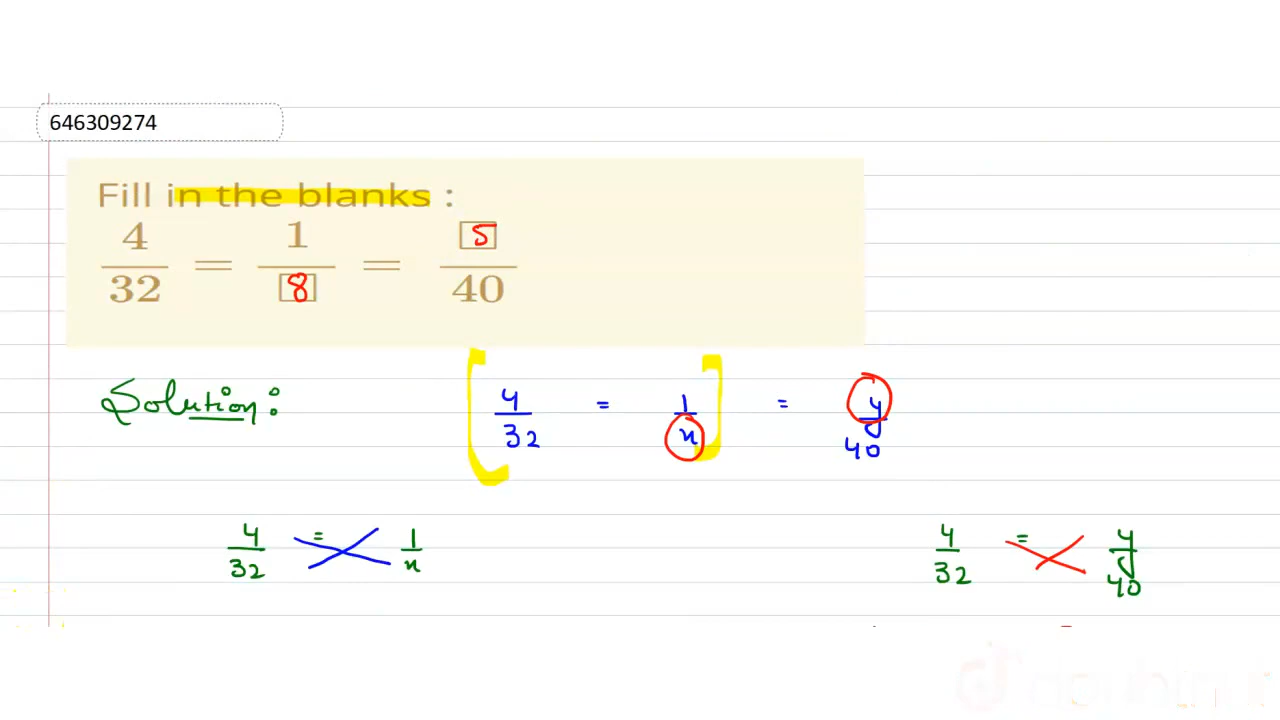 646309274
Fill in the blanks :
4/32 = 1/8 = 5/40
Solution:
4/32 = 1/x = y/40
4/32 = 1/x
4/32 = y/40